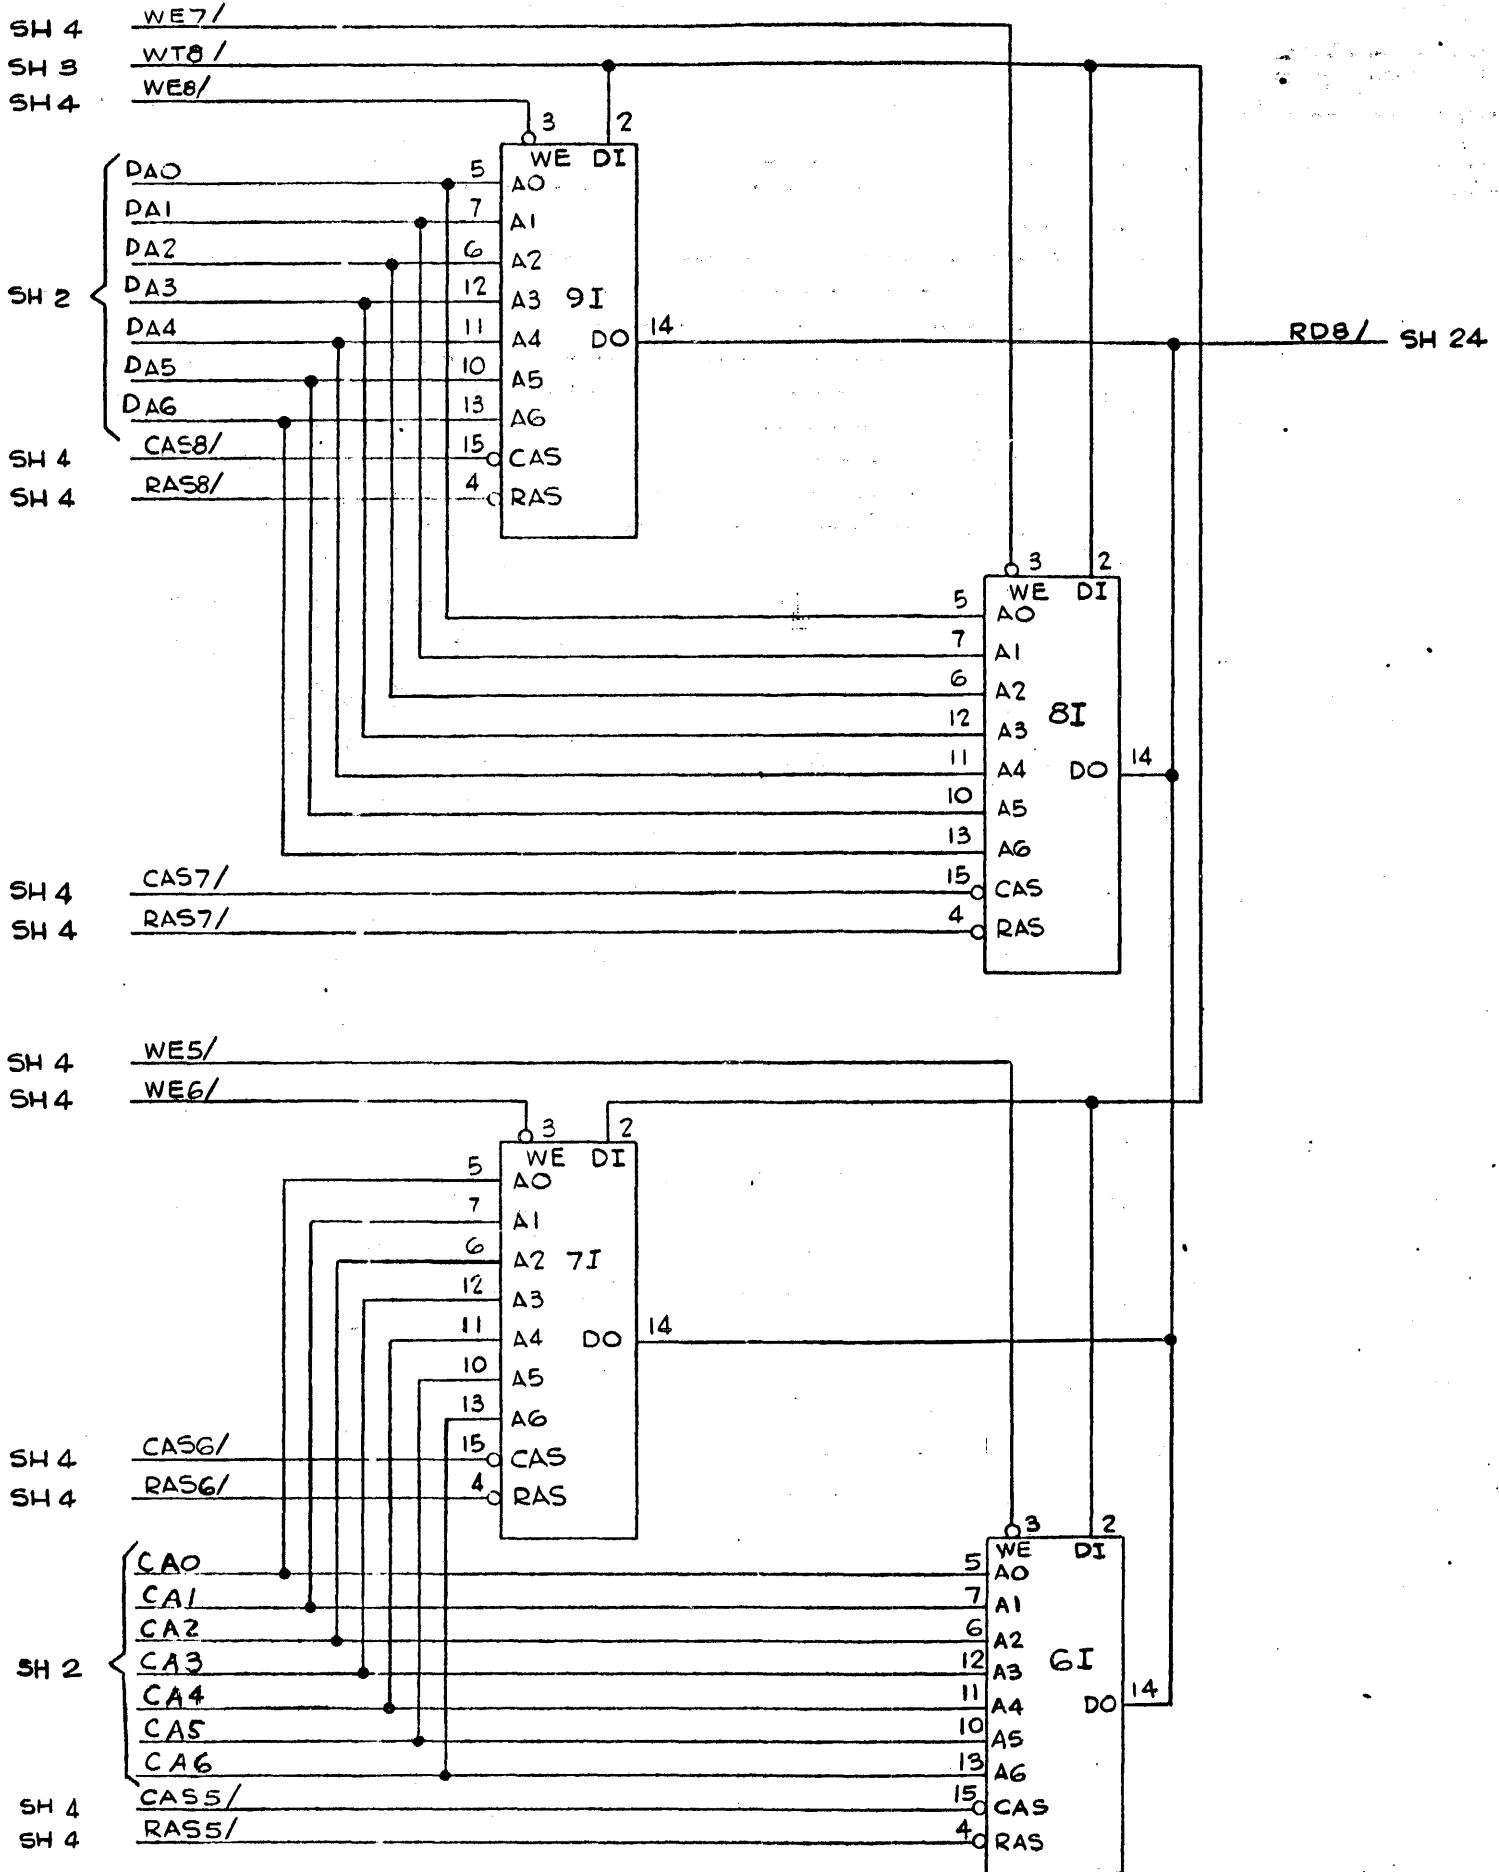 SH 4 WE7/
SH 3 WT8/
SH 4 WE8/
3 2
WE DI
DA0 5 A0
DA1 7 A1
DA2 6 A2
SH 2 DA3 12 A3 9I
DA4 11 A4 DO 14 RD8/ SH 24
DA5 10 A5
DA6 13 A6
SH 4 CAS8/ 15 CAS
SH 4 RAS8/ 4 RAS
3 2
WE DI
5 A0
7 A1
6 A2
8I
12 A3
11 A4 DO 14
10 A5
13 A6
SH 4 CAS7/ 15 CAS
SH 4 RAS7/ 4 RAS
SH 4 WE5/
SH 4 WE6/
3 2
WE DI
5 A0
7 A1
6 A2 7I
12 A3
11 A4 DO 14
10 A5
13 A6
SH 4 CAS6/ 15 CAS
SH 4 RAS6/ 4 RAS
3 2
WE DI
CA0 5 A0
CA1 7 A1
CA2 6 A2
SH 2 CA3 12 A3 6I
CA4 11 A4 DO 14
CA5 10 A5
CA6 13 A6
SH 4 CAS5/ 15 CAS
SH 4 RAS5/ 4 RAS